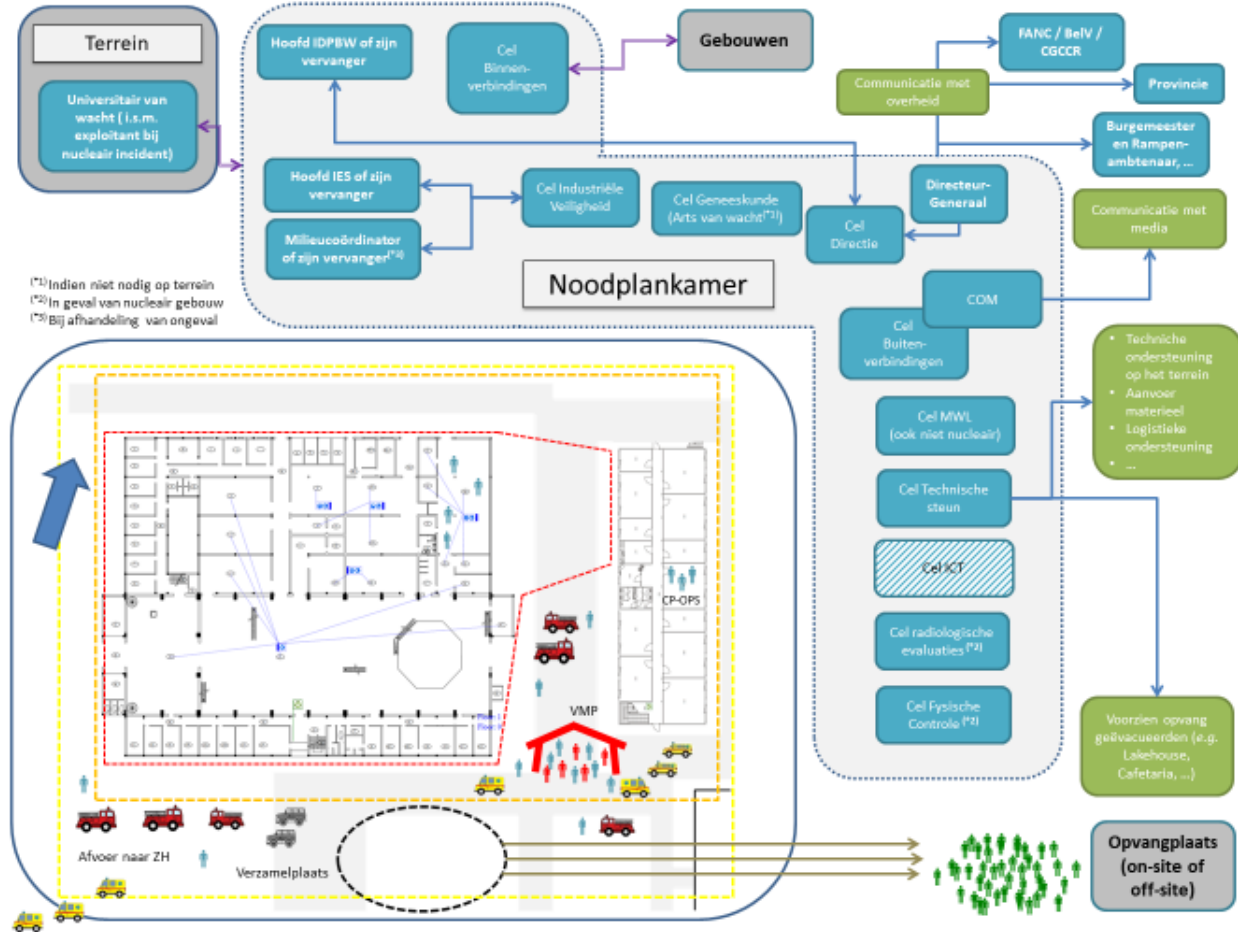 Terrein
Universitair van
wacht ( i.s.m.
exploitant bij
nucleair incident)
Hoofd IDPBW of zijn
vervanger
Cel
Binnen-
verbindingen
Gebouwen
Communicatie met
overheid
FANC / BelV /
CGCCR
Provincie
Burgemeester
en Rampen-
ambtenaar, ...
Hoofd IES of zijn
vervanger
Milieucoördinator
of zijn vervanger(*3)
Cel Industriële
Veiligheid
Cel Geneeskunde
(Arts van wacht(*1))
Cel
Directie
Directeur-
Generaal
Communicatie met
media
Noodplankamer
(*1) Indien niet nodig op terrein
(*2) In geval van nucleair gebouw
(*3) Bij afhandeling van ongeval
COM
Cel
Buiten-
verbindingen
• Techniche
ondersteuning
op het terrein
• Aanvoer
materieel
• Logistieke
ondersteuning
• ...
Cel MWL
(ook niet nucleair)
Cel Technische
steun
Cel ICT
Cel radiologische
evaluaties (*2)
Cel Fysische
Controle (*2)
Voorzien opvang
geëvacueerden (e.g.
Lakehouse,
Cafetaria, ...)
CP-OPS
VMP
Afvoer naar ZH
Verzamelplaats
Opvangplaats
(on-site of
off-site)